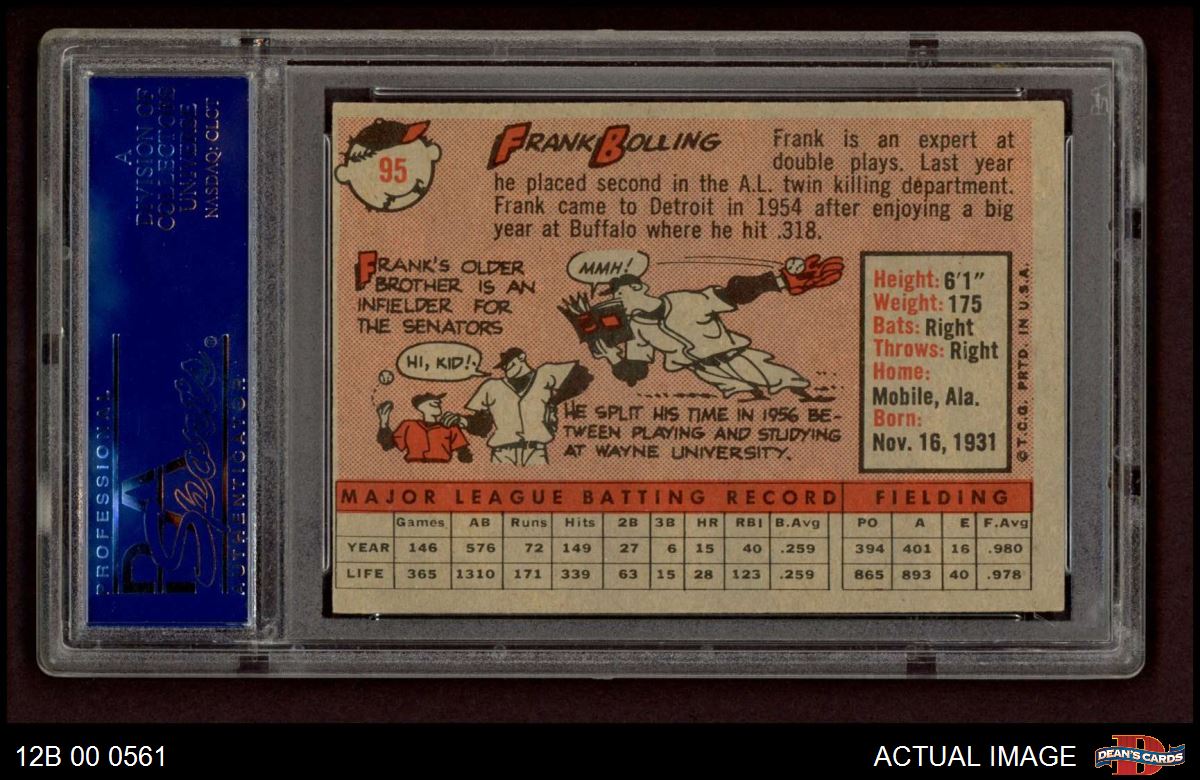 A
DIVISION OF
COLLECTORS
UNIVERSE
NASDAQ: CLCT
PROFESSIONAL
PSA
Sports
®
AUTHENTICATOR
95
FRANK BOLLING
Frank is an expert at
double plays. Last year
he placed second in the A.L. twin killing department.
Frank came to Detroit in 1954 after enjoying a big
year at Buffalo where he hit .318.
FRANK'S OLDER
BROTHER IS AN
INFIELDER FOR
THE SENATORS
HI, KID!
MMH!
HE SPLIT HIS TIME IN 1956 BE-
TWEEN PLAYING AND STUDYING
AT WAYNE UNIVERSITY.
Height: 6'1"
Weight: 175
Bats: Right
Throws: Right
Home:
Mobile, Ala.
Born:
Nov. 16, 1931
© T.C.G. PRTD. IN U.S.A.
MAJOR LEAGUE BATTING RECORD FIELDING
Games AB Runs Hits 2B 3B HR RBI B.Avg PO A E F.Avg
YEAR 146 576 72 149 27 6 15 40 .259 394 401 16 .980
LIFE 365 1310 171 339 63 15 28 123 .259 865 893 40 .978
12B 00 0561
ACTUAL IMAGE
DEAN'S CARDS